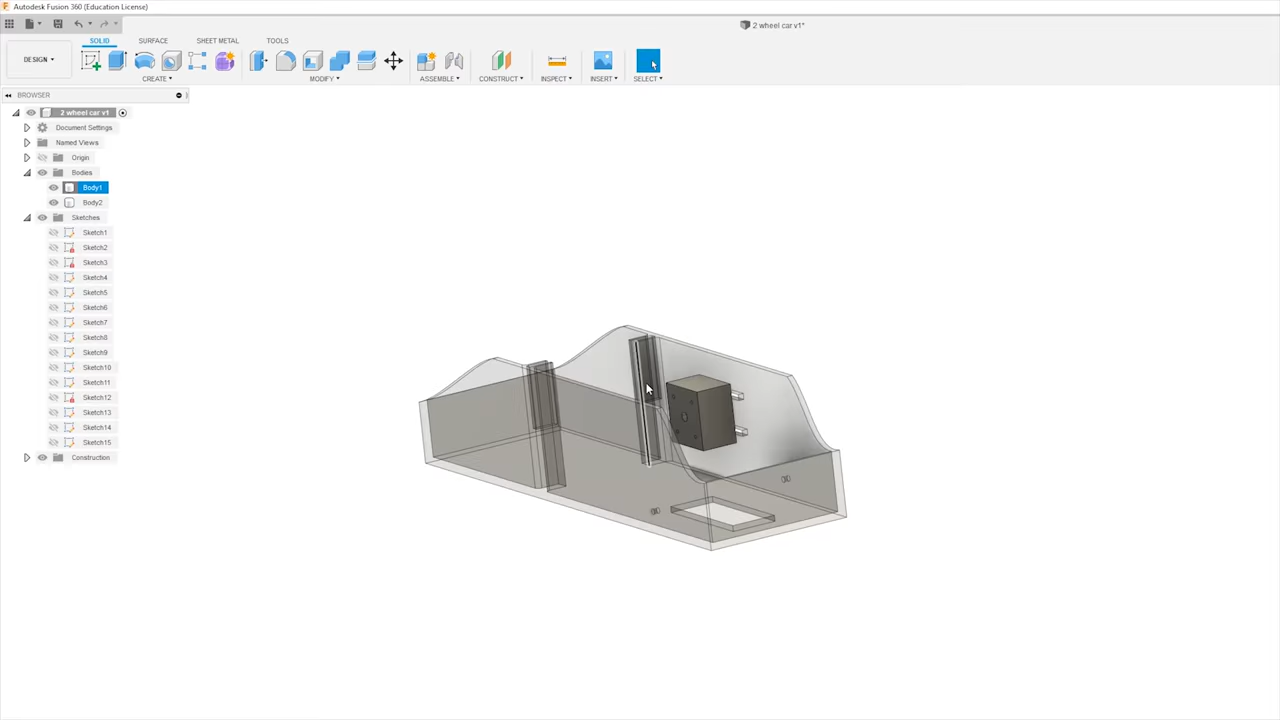 Autodesk Fusion 360 (Education License)
2 wheel car v1*
SOLID SURFACE SHEET METAL TOOLS
DESIGN
CREATE MODIFY ASSEMBLE CONSTRUCT INSPECT INSERT SELECT
BROWSER
2 wheel car v1
Document Settings
Named Views
Origin
Bodies
Body1
Body2
Sketches
Sketch1
Sketch2
Sketch3
Sketch4
Sketch5
Sketch6
Sketch7
Sketch8
Sketch9
Sketch10
Sketch11
Sketch12
Sketch13
Sketch14
Sketch15
Construction